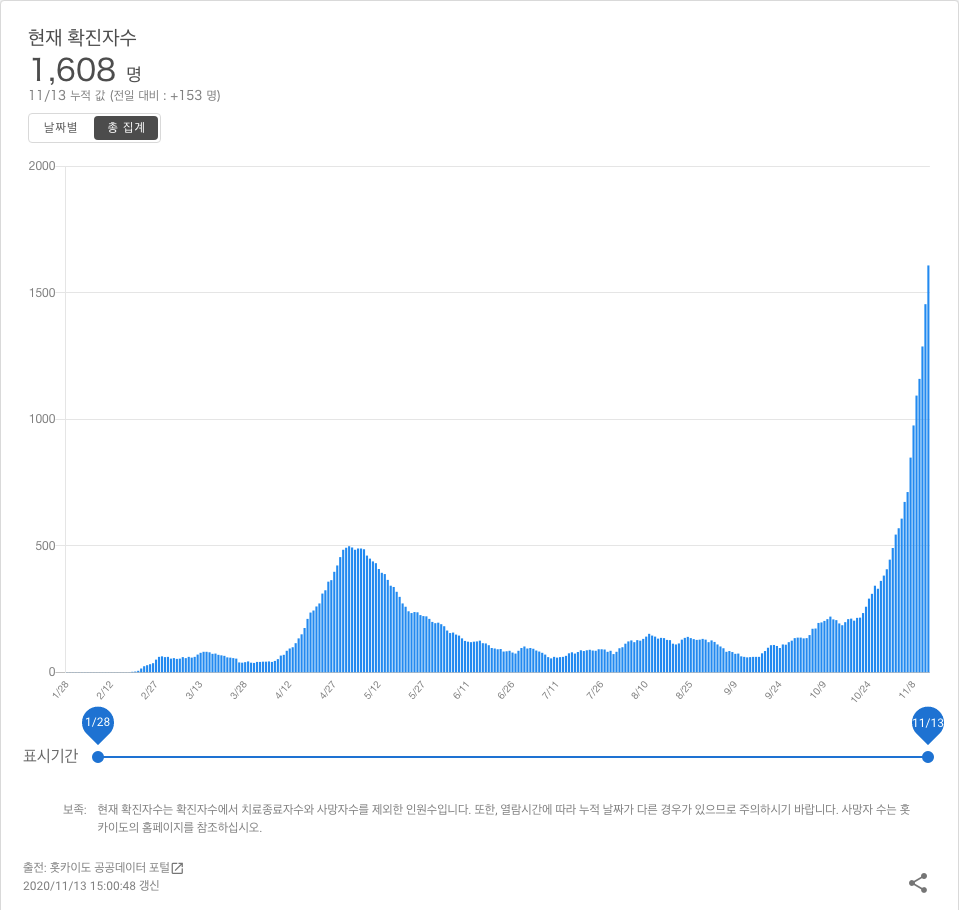 현재 확진자수
1,608 명
11/13 누적 값 (전일 대비 : +153 명)
날짜별 총 집계
2000
1500
1000
500
0
1/28 2/12 2/27 3/13 3/28 4/12 4/27 5/12 5/27 6/11 6/26 7/11 7/26 8/10 8/25 9/9 9/24 10/9 10/24 11/8
1/28 11/13
표시기간
보족: 현재 확진자수는 확진자수에서 치료종료자수와 사망자수를 제외한 인원수입니다. 또한, 열람시간에 따라 누적 날짜가 다른 경우가 있으므로 주의하시기 바랍니다. 사망자 수는 홋
카이도의 홈페이지를 참조하십시오.
출전: 홋카이도 공공데이터 포털
2020/11/13 15:00:48 갱신